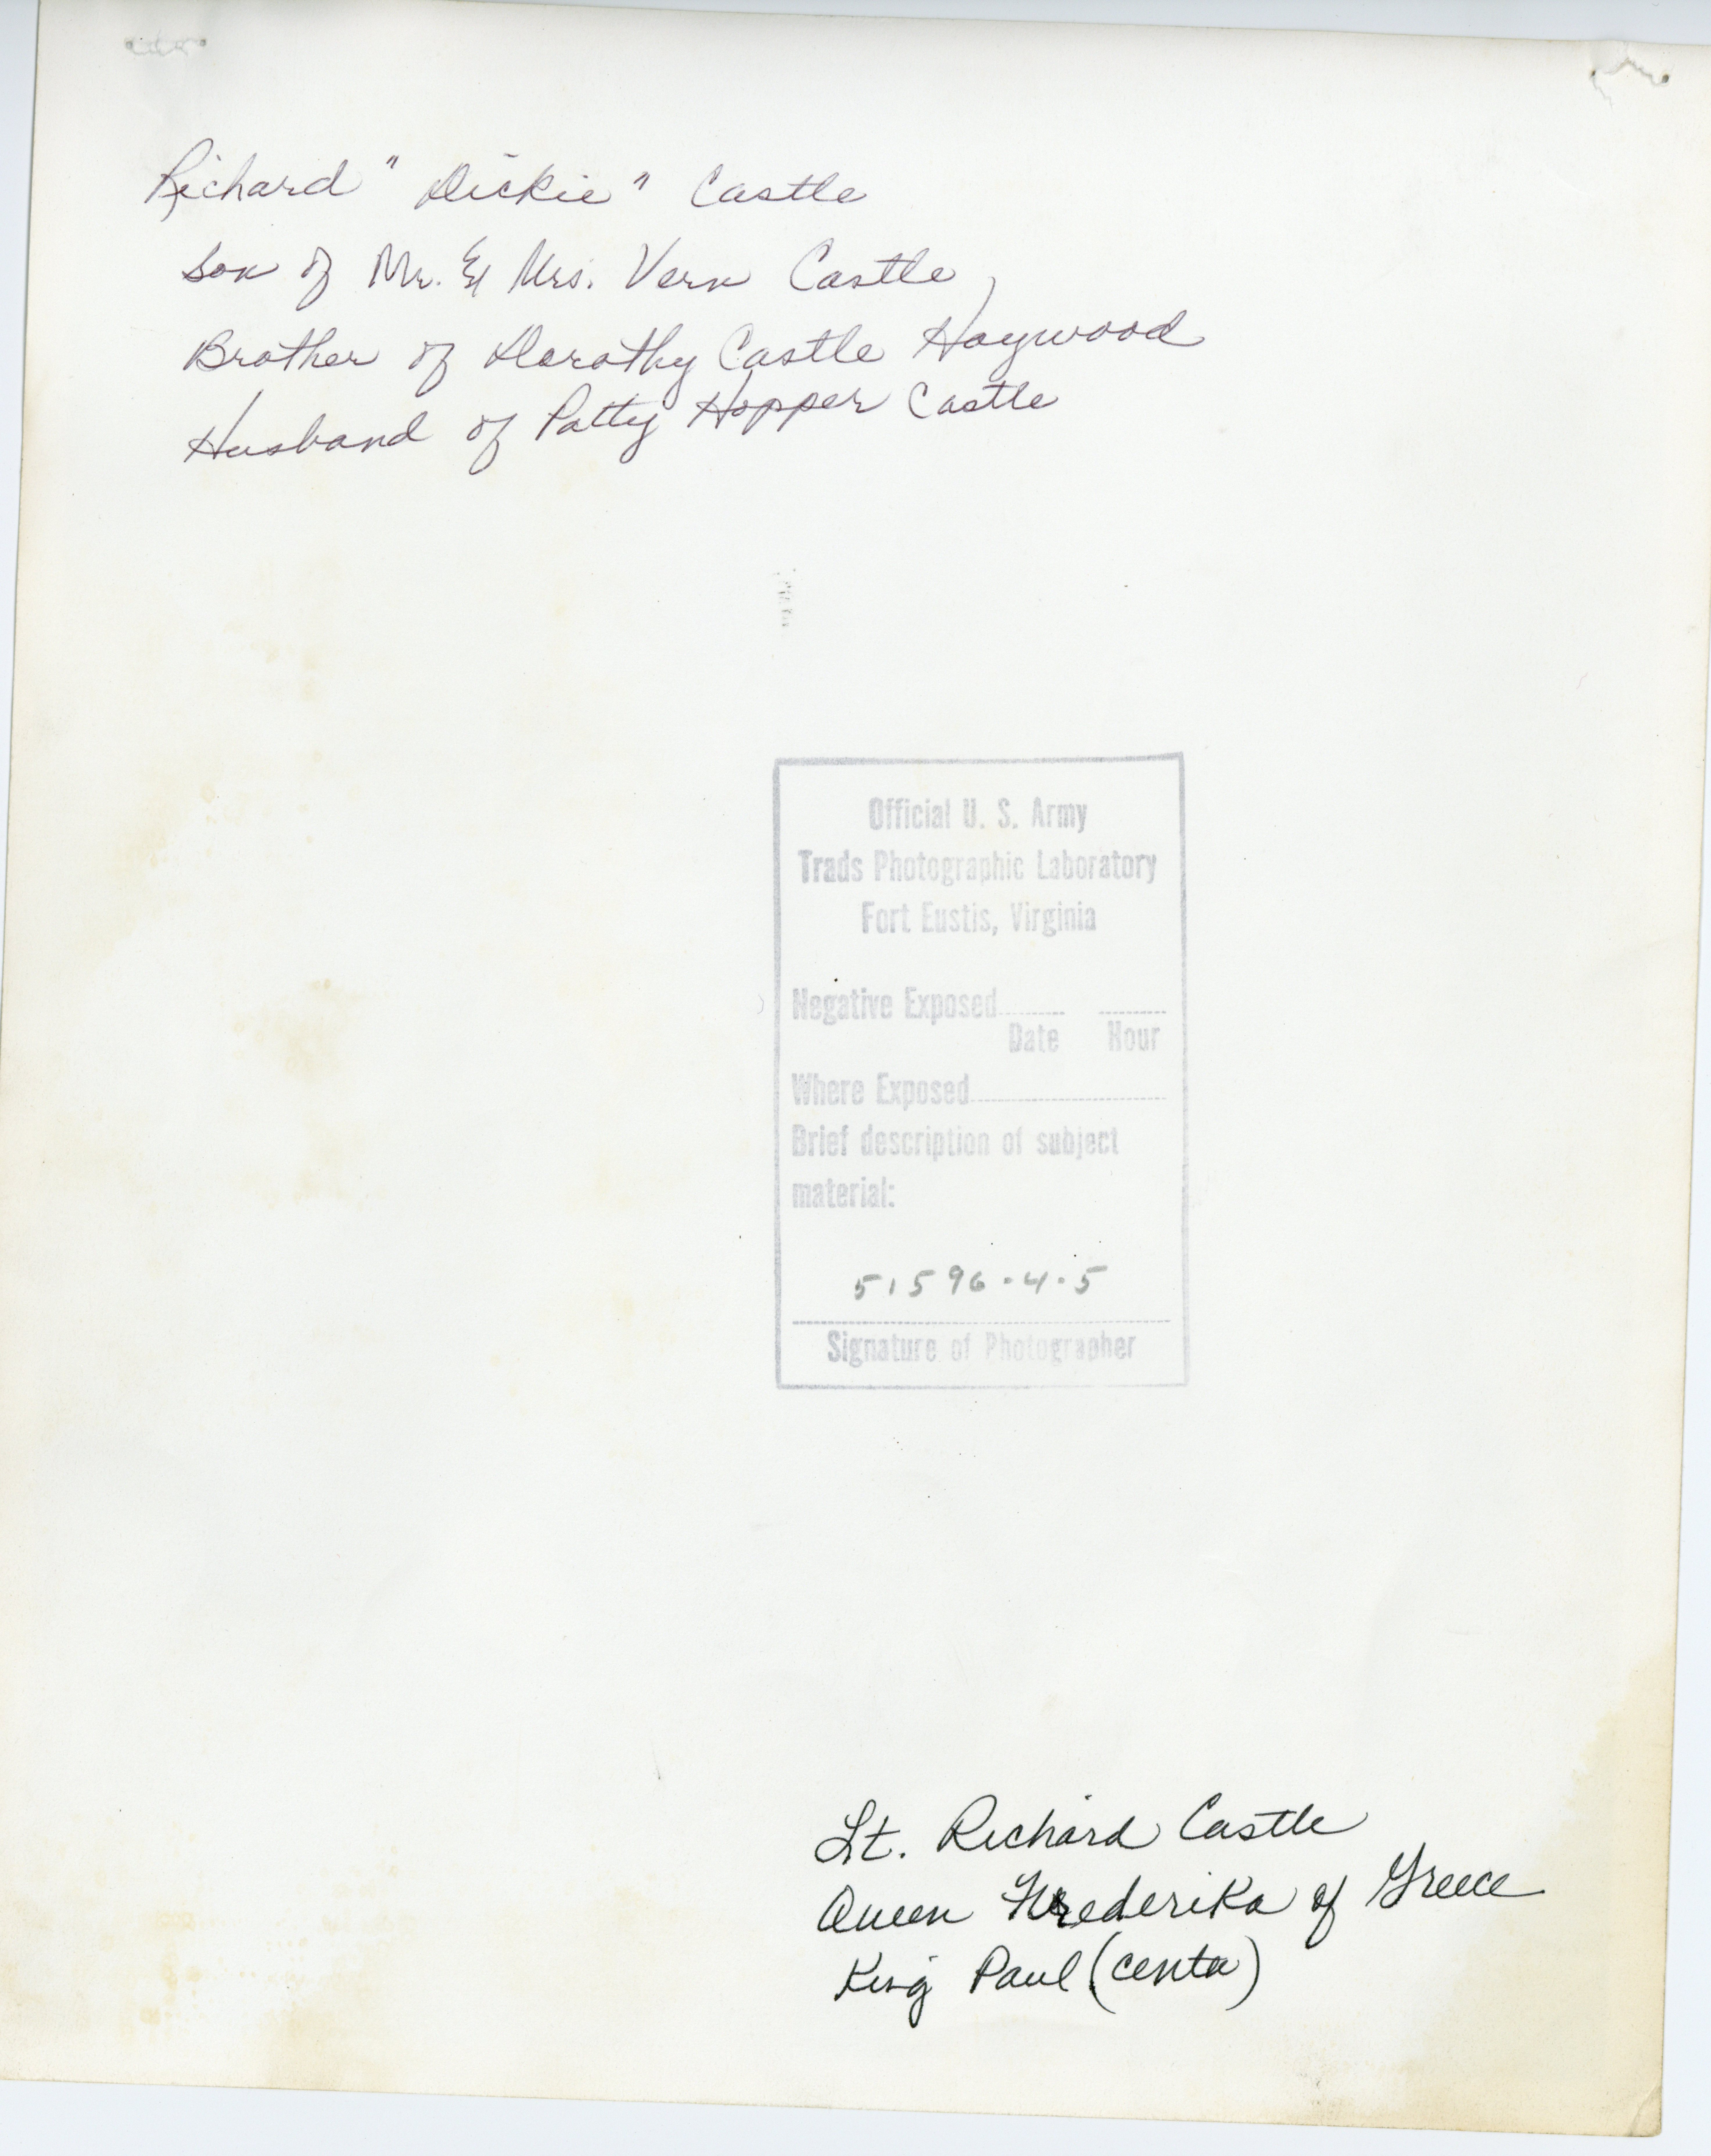 Richard "Dickie" Castle
Son of Mr. & Mrs. Vern Castle,
Brother of Dorothy Castle Haywood
Husband of Patty Hopper Castle
Official U. S. Army
Trads Photographic Laboratory
Fort Eustis, Virginia
Negative Exposed
Date Hour
Where Exposed
Brief description of subject
material:
51596-4-5
Signature of Photographer
Lt. Richard Castle
Queen Frederika of Greece
King Paul (center)